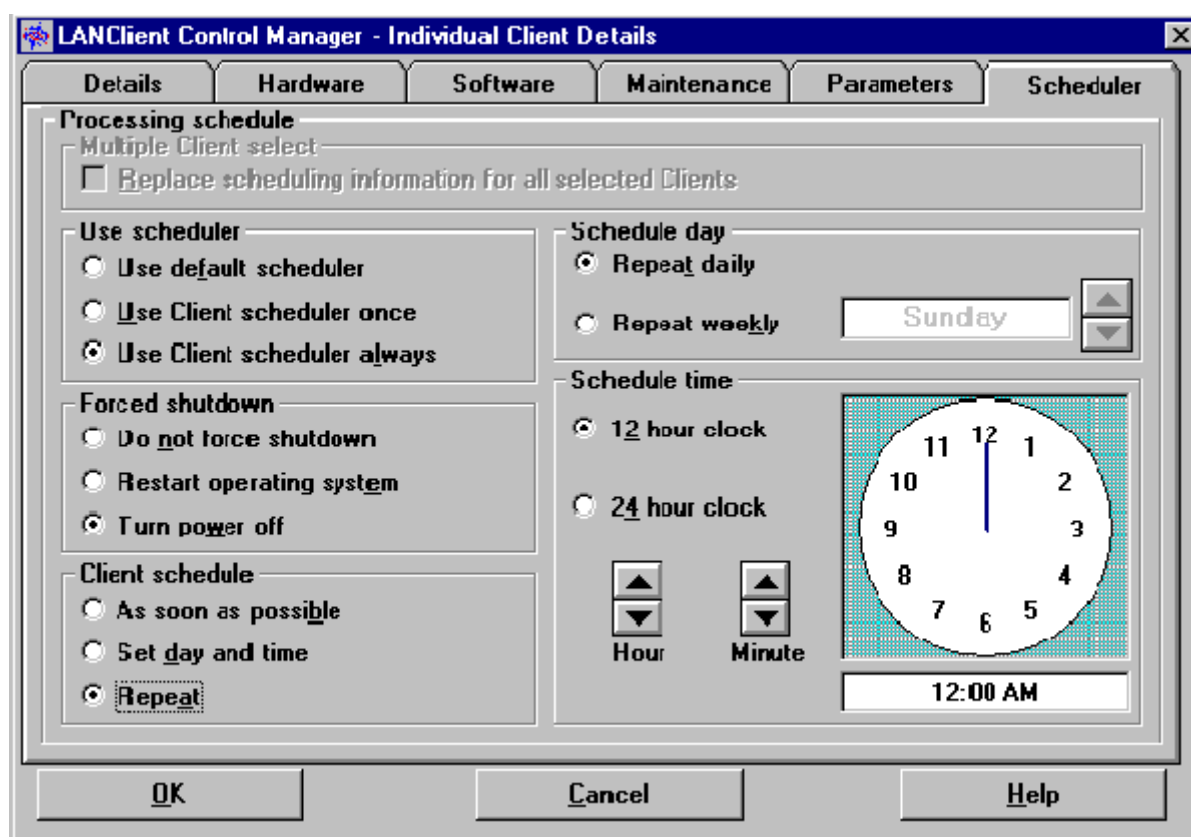 LANClient Control Manager - Individual Client Details
Details Hardware Software Maintenance Parameters Scheduler
Processing schedule
Multiple Client select
Replace scheduling information for all selected Clients
Use scheduler
Use default scheduler
Use Client scheduler once
Use Client scheduler always
Forced shutdown
Do not force shutdown
Restart operating system
Turn power off
Client schedule
As soon as possible
Set day and time
Repeat
Schedule day
Repeat daily
Repeat weekly
Sunday
Schedule time
12 hour clock
24 hour clock
Hour Minute
12
1
2
3
4
5
6
7
8
9
10
11
12:00 AM
OK Cancel Help